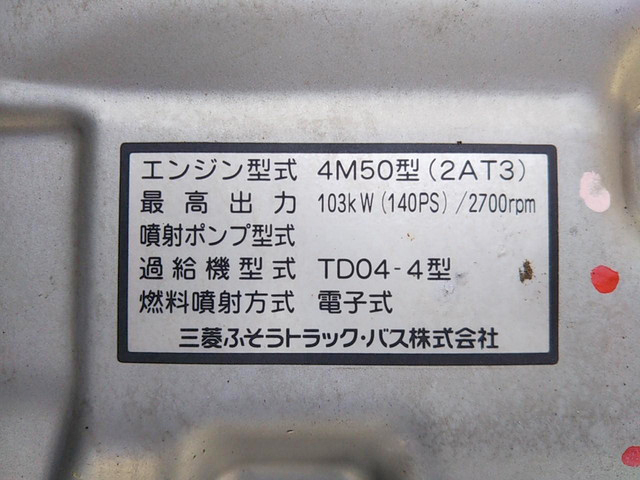 エンジン型式 4M50型(2AT3)
最高出力 103kW(140PS)/2700rpm
噴射ポンプ型式
過給機型式 TD04-4型
燃料噴射方式 電子式
三菱ふそうトラック・バス株式会社